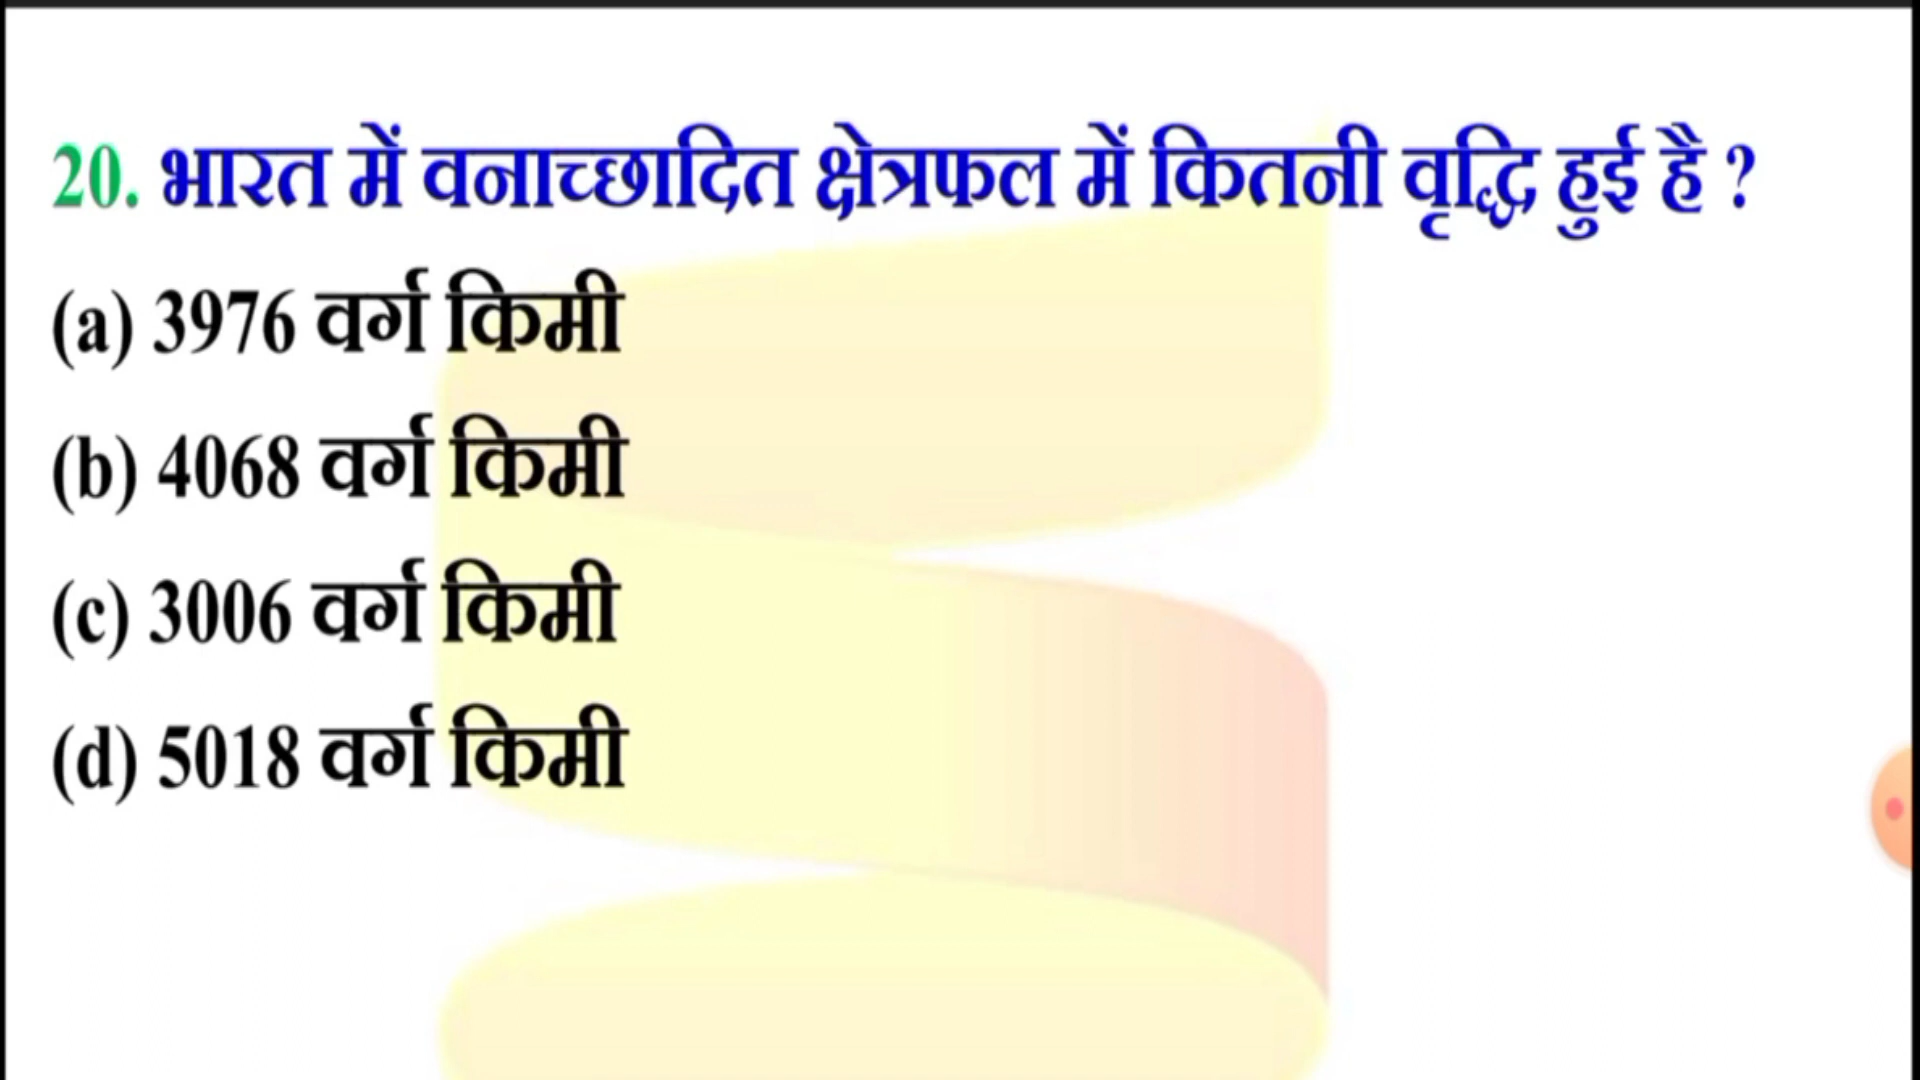 20. भारत में वनाच्छादित क्षेत्रफल में कितनी वृद्धि हुई है ?
(a) 3976 वर्ग किमी
(b) 4068 वर्ग किमी
(c) 3006 वर्ग किमी
(d) 5018 वर्ग किमी